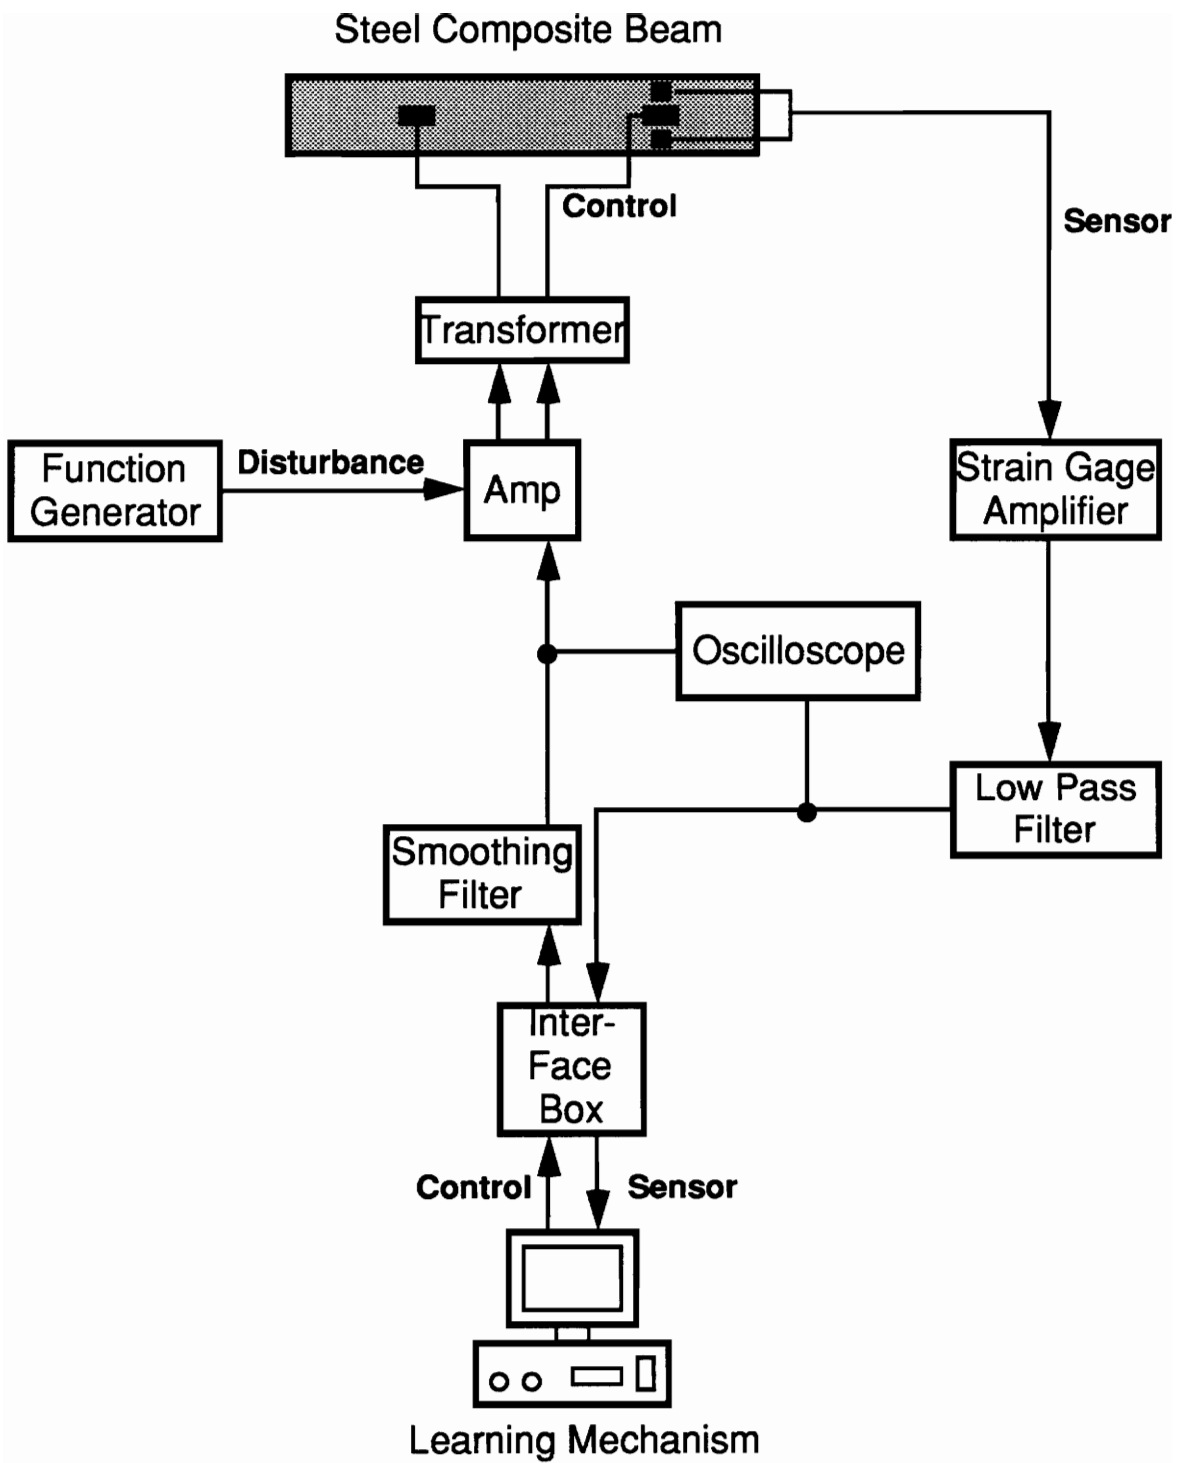 Steel Composite Beam
Control
Sensor
Transformer
Function
Generator
Disturbance
Amp
Strain Gage
Amplifier
Oscilloscope
Low Pass
Filter
Smoothing
Filter
Inter-
Face
Box
Control
Sensor
Learning Mechanism